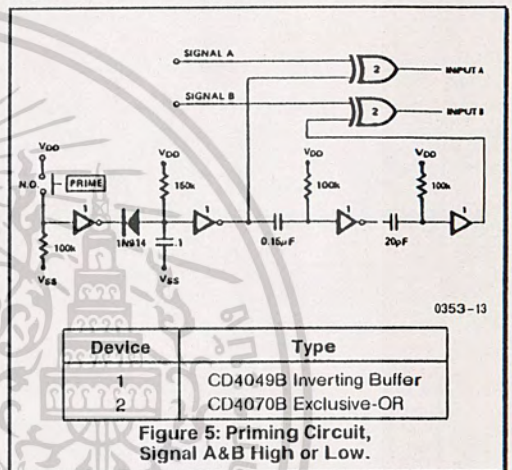 SIGNAL A
2
INPUT A
SIGNAL B
2
INPUT B
VDD
N.O.
PRIME
100k
VSS
1
1N914
VDD
150k
.1
VSS
1
0.15µF
VDD
100k
1
20pF
VDD
100k
1
0353-13
Device Type
1 CD4049B Inverting Buffer
2 CD4070B Exclusive-OR
Figure 5: Priming Circuit,
Signal A&B High or Low.